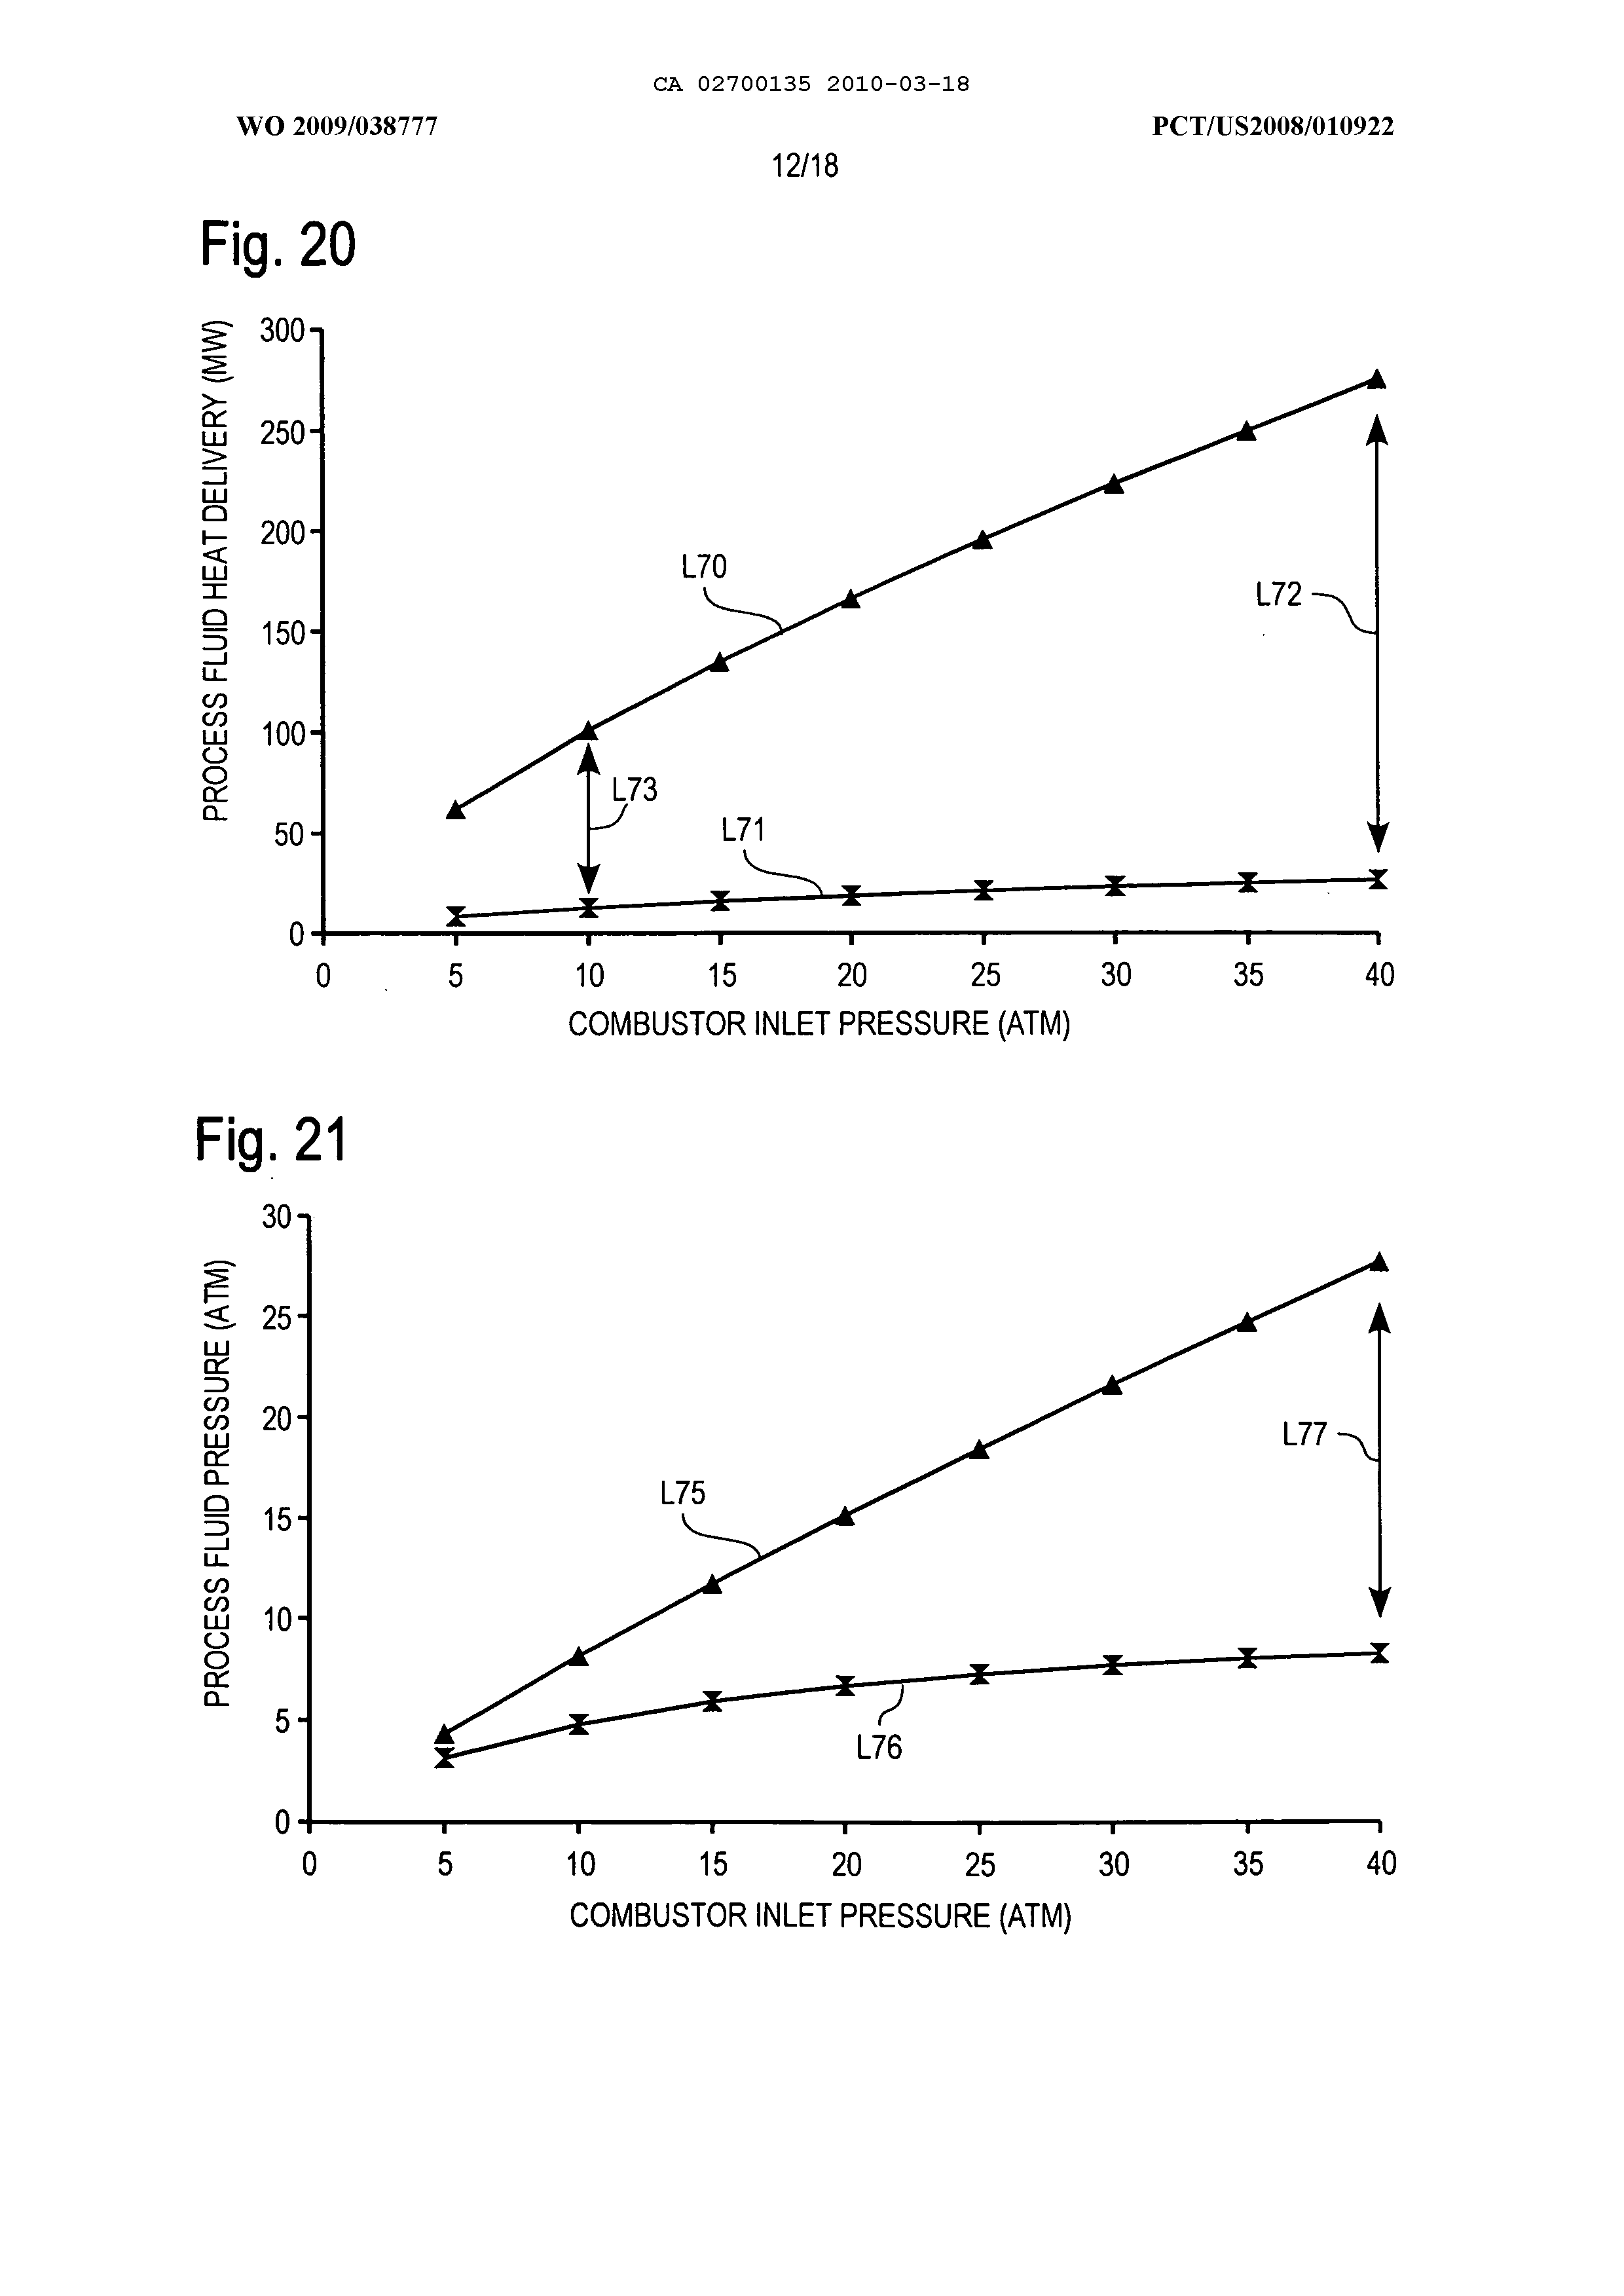 CA 02700135 2010-03-18
WO 2009/038777
PCT/US2008/010922
12/18
Fig. 20
PROCESS FLUID HEAT DELIVERY (MW)
300
250
200
150
100
50
0
L70
L72
L73
L71
0 5 10 15 20 25 30 35 40
COMBUSTOR INLET PRESSURE (ATM)
Fig. 21
PROCESS FLUID PRESSURE (ATM)
30
25
20
15
10
5
0
L75
L77
L76
0 5 10 15 20 25 30 35 40
COMBUSTOR INLET PRESSURE (ATM)